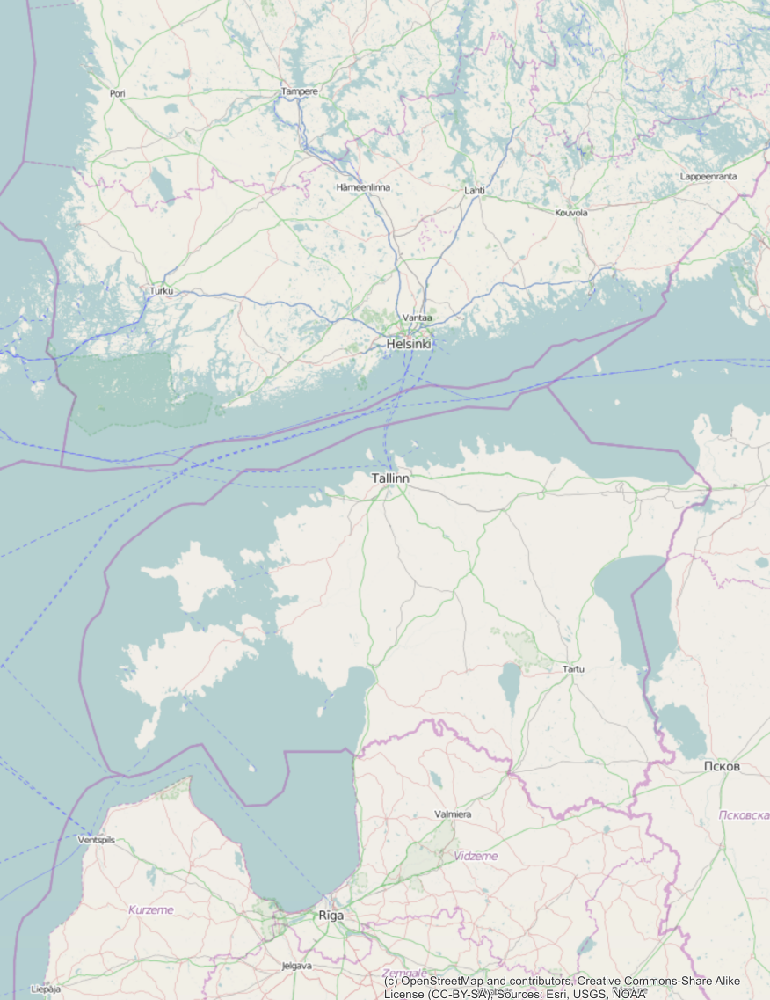 Pori
Tampere
Hämeenlinna
Lahti
Lappeenranta
Kouvola
Turku
Vantaa
Helsinki
Tallinn
Tartu
Псков
Valmiera
Псковска
Ventspils
Vidzeme
Kurzeme
Rīga
Jelgava
Zemgale
Liepāja
(c) OpenStreetMap and contributors, Creative Commons-Share Alike
License (CC-BY-SA), Sources: Esri, USGS, NOAA